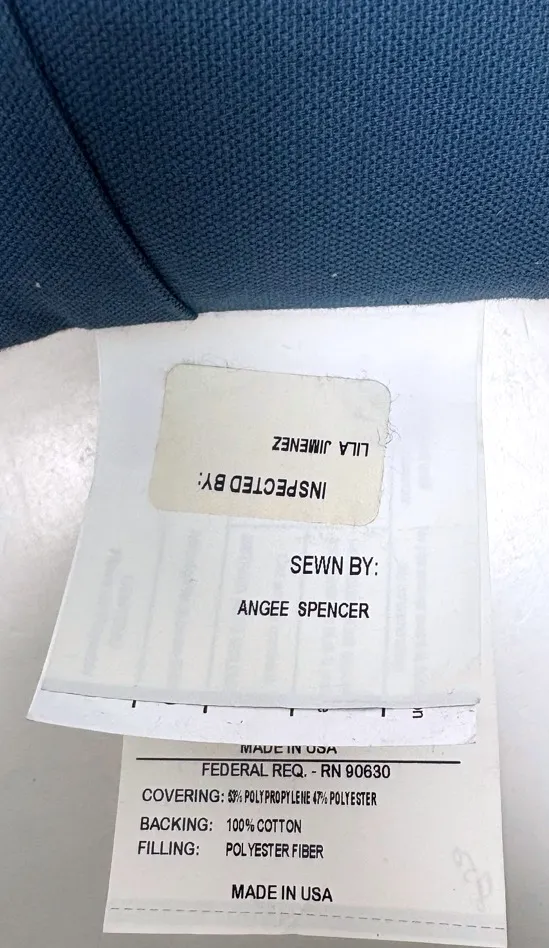 INSPECTED BY:
LILA JIMENEZ
SEWN BY:
ANGEE SPENCER
MADE IN USA
FEDERAL REQ. - RN 90630
COVERING: 53% POLYPROPYLENE 47% POLYESTER
BACKING: 100% COTTON
FILLING: POLYESTER FIBER
MADE IN USA